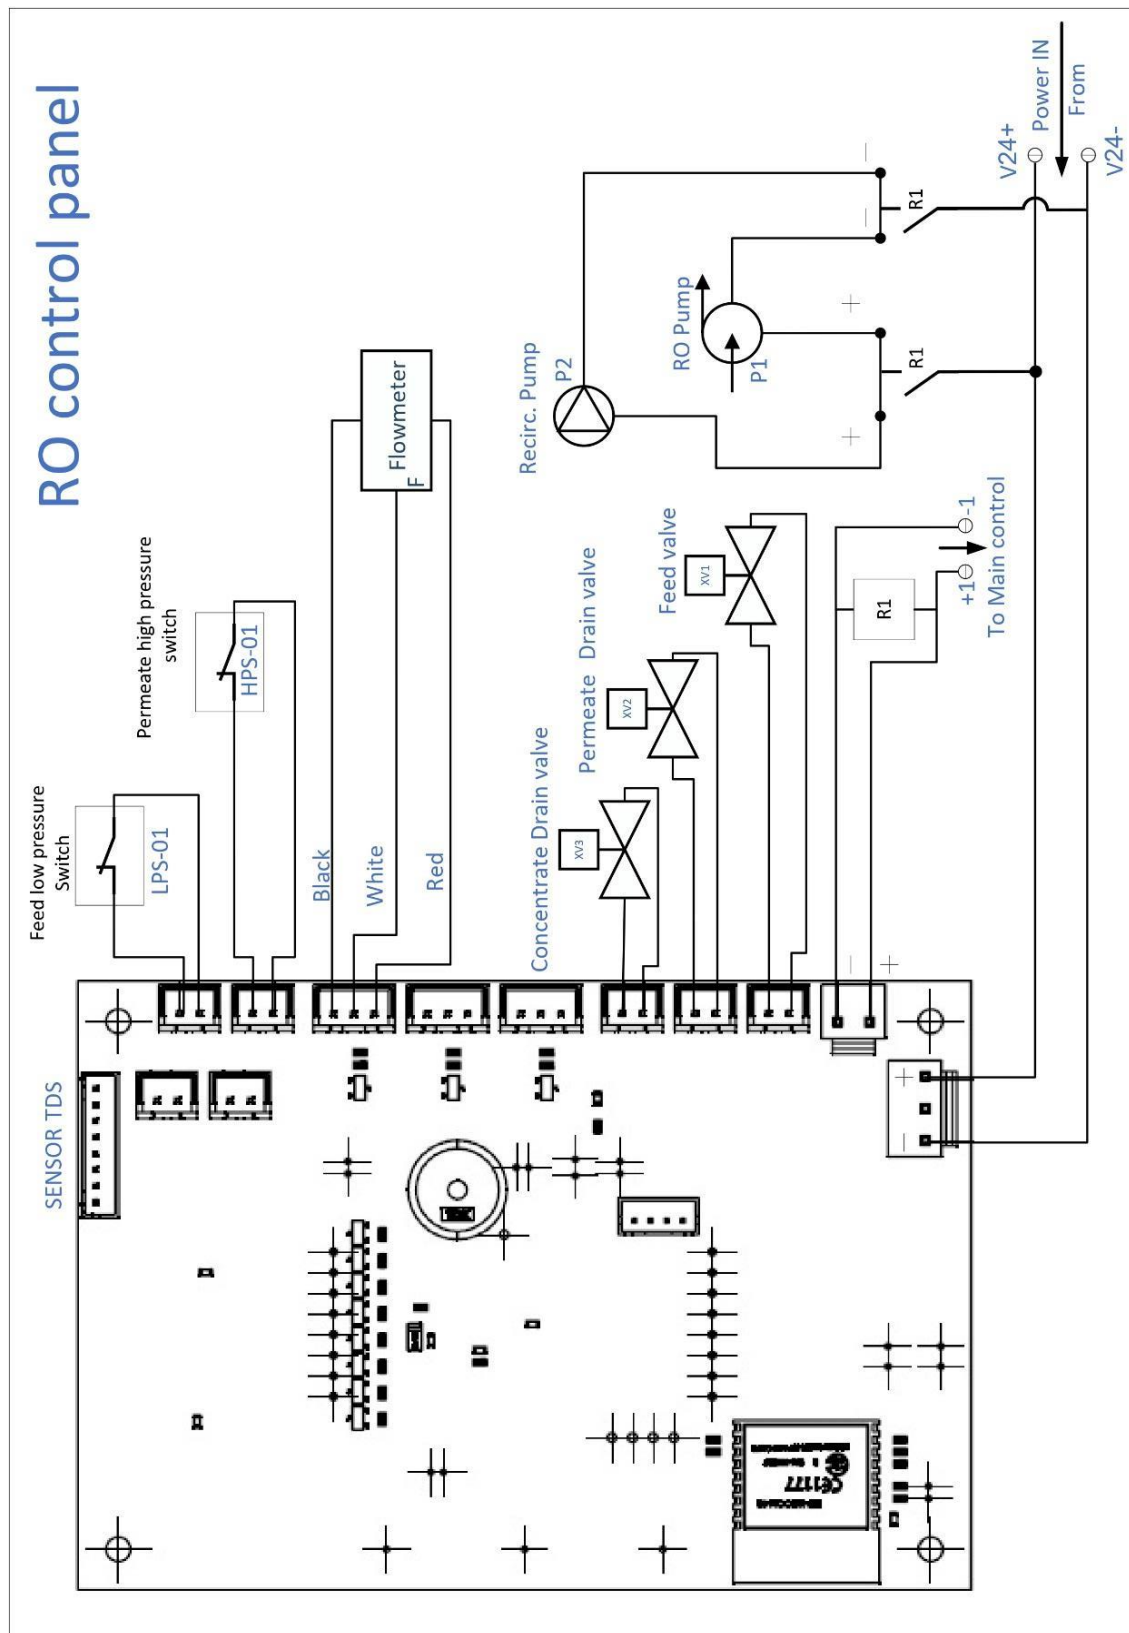 RO control panel
Feed low pressure
Switch
LPS-01
Permeate high pressure
switch
HPS-01
Black
White
Red
Flowmeter
F
SENSOR TDS
Concentrate Drain valve
XV3
Permeate Drain valve
XV2
Feed valve
XV1
Recirc. Pump
P2
RO Pump
P1
+
+
−
−
R1
R1
R1
−
+
+1
-1
To Main control
V24+
Power IN
From
V24-
+
−
CE1177